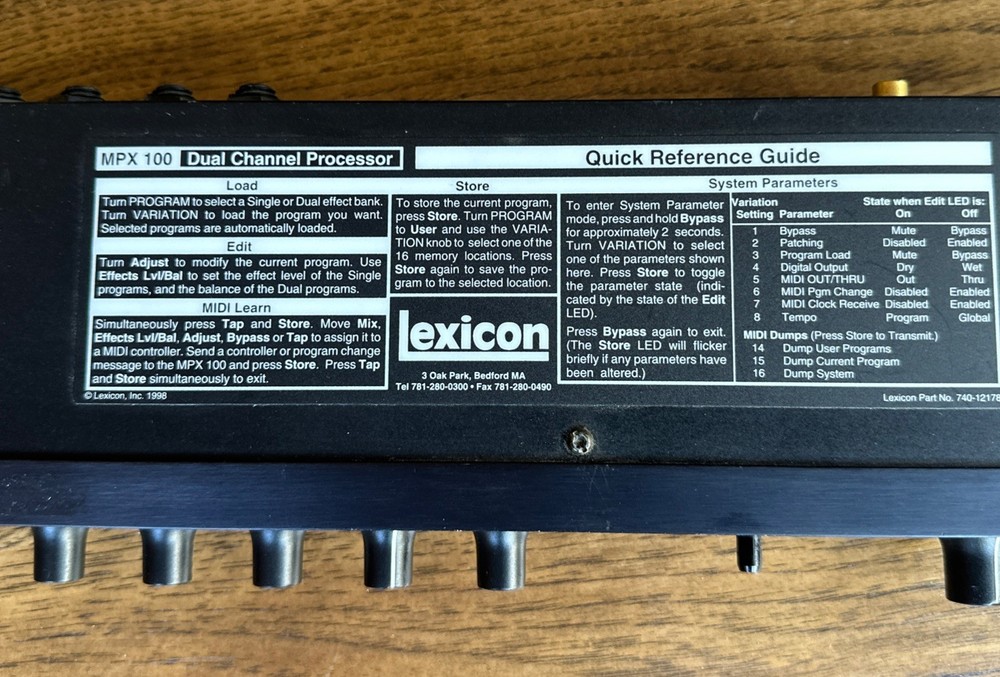 MPX 100 Dual Channel Processor
Quick Reference Guide
Load
Turn PROGRAM to select a Single or Dual effect bank.
Turn VARIATION to load the program you want.
Selected programs are automatically loaded.
Edit
Turn Adjust to modify the current program. Use
Effects Lvl/Bal to set the effect level of the Single
programs, and the balance of the Dual programs.
MIDI Learn
Simultaneously press Tap and Store. Move Mix,
Effects Lvl/Bal, Adjust, Bypass or Tap to assign it to
a MIDI controller. Send a controller or program change
message to the MPX 100 and press Store. Press Tap
and Store simultaneously to exit.
© Lexicon, Inc. 1998
Store
To store the current program,
press Store. Turn PROGRAM
to User and use the VARIA-
TION knob to select one of the
16 memory locations. Press
Store again to save the pro-
gram to the selected location.
Lexicon
3 Oak Park, Bedford MA
Tel 781-280-0300 • Fax 781-280-0490
System Parameters
To enter System Parameter
mode, press and hold Bypass
for approximately 2 seconds.
Turn VARIATION to select
one of the parameters shown
here. Press Store to toggle
the parameter state (indi-
cated by the state of the Edit
LED).
Press Bypass again to exit.
(The Store LED will flicker
briefly if any parameters have
been altered.)
Variation State when Edit LED is:
Setting Parameter On Off
1 Bypass Mute Bypass
2 Patching Disabled Enabled
3 Program Load Mute Bypass
4 Digital Output Dry Wet
5 MIDI OUT/THRU Out Thru
6 MIDI Pgm Change Disabled Enabled
7 MIDI Clock Receive Disabled Enabled
8 Tempo Program Global
MIDI Dumps (Press Store to Transmit.)
14 Dump User Programs
15 Dump Current Program
16 Dump System
Lexicon Part No. 740-12178